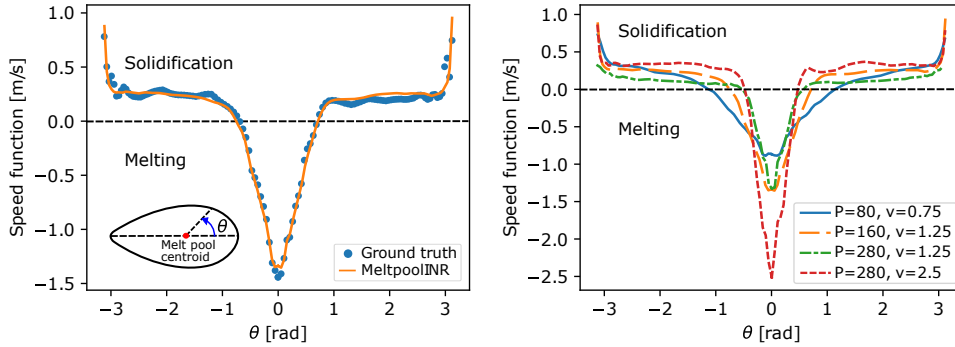 1.0
0.5
0.0
−0.5
−1.0
−1.5
Speed function [m/s]
Solidification
Melting
θ
Melt pool
centroid
Ground truth
MeltpoolINR
−3 −2 −1 0 1 2 3
θ [rad]
1.0
0.5
0.0
−0.5
−1.0
−1.5
−2.0
−2.5
Speed function [m/s]
Solidification
Melting
P=80, v=0.75
P=160, v=1.25
P=280, v=1.25
P=280, v=2.5
−3 −2 −1 0 1 2 3
θ [rad]